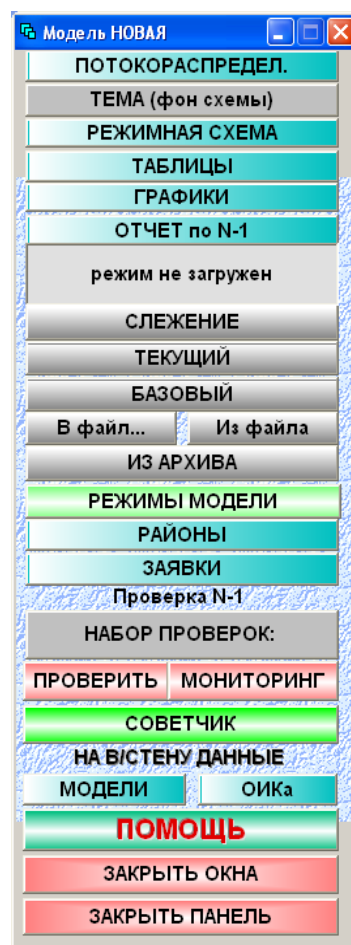 Модель НОВАЯ
ПОТОКОРАСПРЕДЕЛ.
ТЕМА (фон схемы)
РЕЖИМНАЯ СХЕМА
ТАБЛИЦЫ
ГРАФИКИ
ОТЧЕТ по N-1
режим не загружен
СЛЕЖЕНИЕ
ТЕКУЩИЙ
БАЗОВЫЙ
В файл... Из файла
ИЗ АРХИВА
РЕЖИМЫ МОДЕЛИ
РАЙОНЫ
ЗАЯВКИ
Проверка N-1
НАБОР ПРОВЕРОК:
ПРОВЕРИТЬ МОНИТОРИНГ
СОВЕТЧИК
НА В/СТЕНУ ДАННЫЕ
МОДЕЛИ ОИКа
ПОМОЩЬ
ЗАКРЫТЬ ОКНА
ЗАКРЫТЬ ПАНЕЛЬ